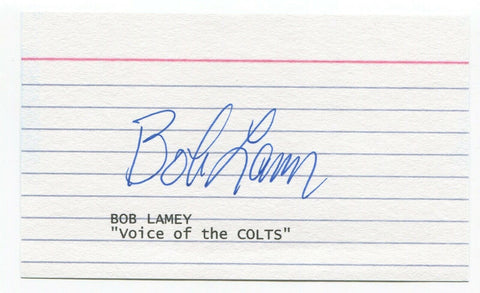 Bob Lamey
BOB LAMEY
"Voice of the COLTS"